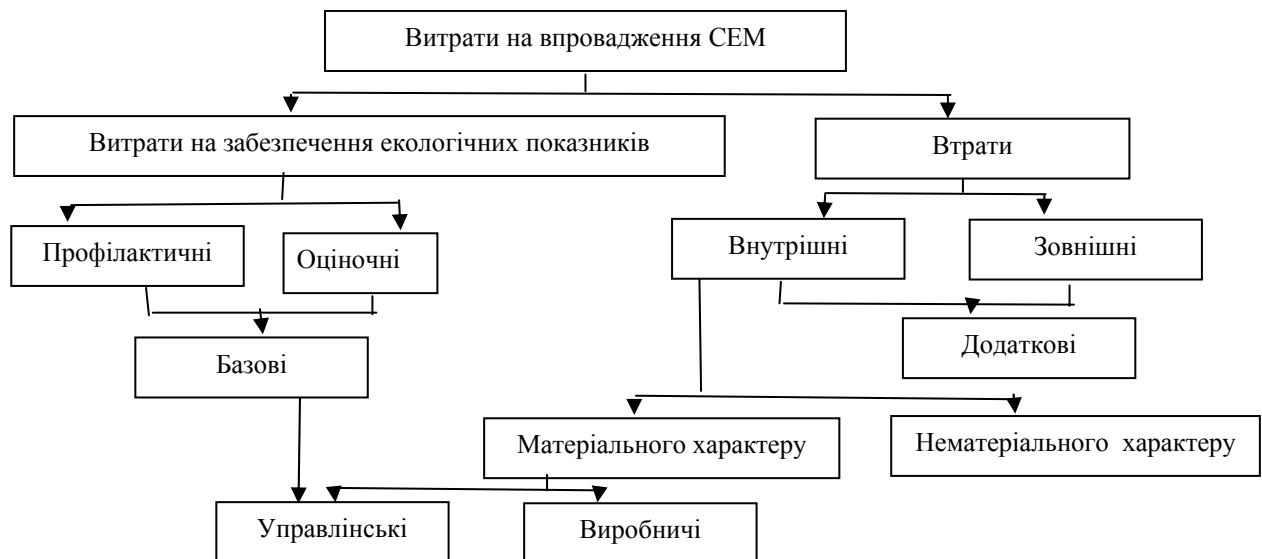 Витрати на впровадження СЕМ
Витрати на забезпечення екологічних показників
Втрати
Профілактичні
Оціночні
Внутрішні
Зовнішні
Базові
Додаткові
Матеріального характеру
Нематеріального характеру
Управлінські
Виробничі